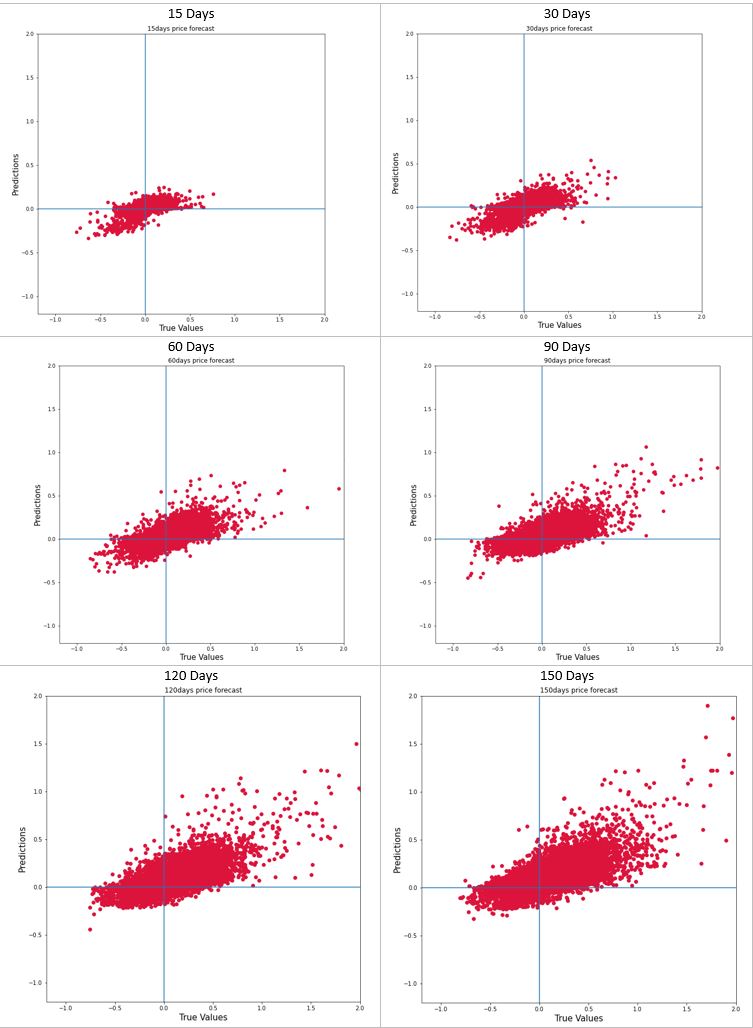 15 Days
15days price forecast
2.0
1.5
1.0
0.5
0.0
−0.5
−1.0
Predictions
−1.0 −0.5 0.0 0.5 1.0 1.5 2.0
True Values
30 Days
30days price forecast
2.0
1.5
1.0
0.5
0.0
−0.5
−1.0
Predictions
−1.0 −0.5 0.0 0.5 1.0 1.5 2.0
True Values
60 Days
60days price forecast
2.0
1.5
1.0
0.5
0.0
−0.5
−1.0
Predictions
−1.0 −0.5 0.0 0.5 1.0 1.5 2.0
True Values
90 Days
90days price forecast
2.0
1.5
1.0
0.5
0.0
−0.5
−1.0
Predictions
−1.0 −0.5 0.0 0.5 1.0 1.5 2.0
True Values
120 Days
120days price forecast
2.0
1.5
1.0
0.5
0.0
−0.5
−1.0
Predictions
−1.0 −0.5 0.0 0.5 1.0 1.5 2.0
True Values
150 Days
150days price forecast
2.0
1.5
1.0
0.5
0.0
−0.5
−1.0
Predictions
−1.0 −0.5 0.0 0.5 1.0 1.5 2.0
True Values